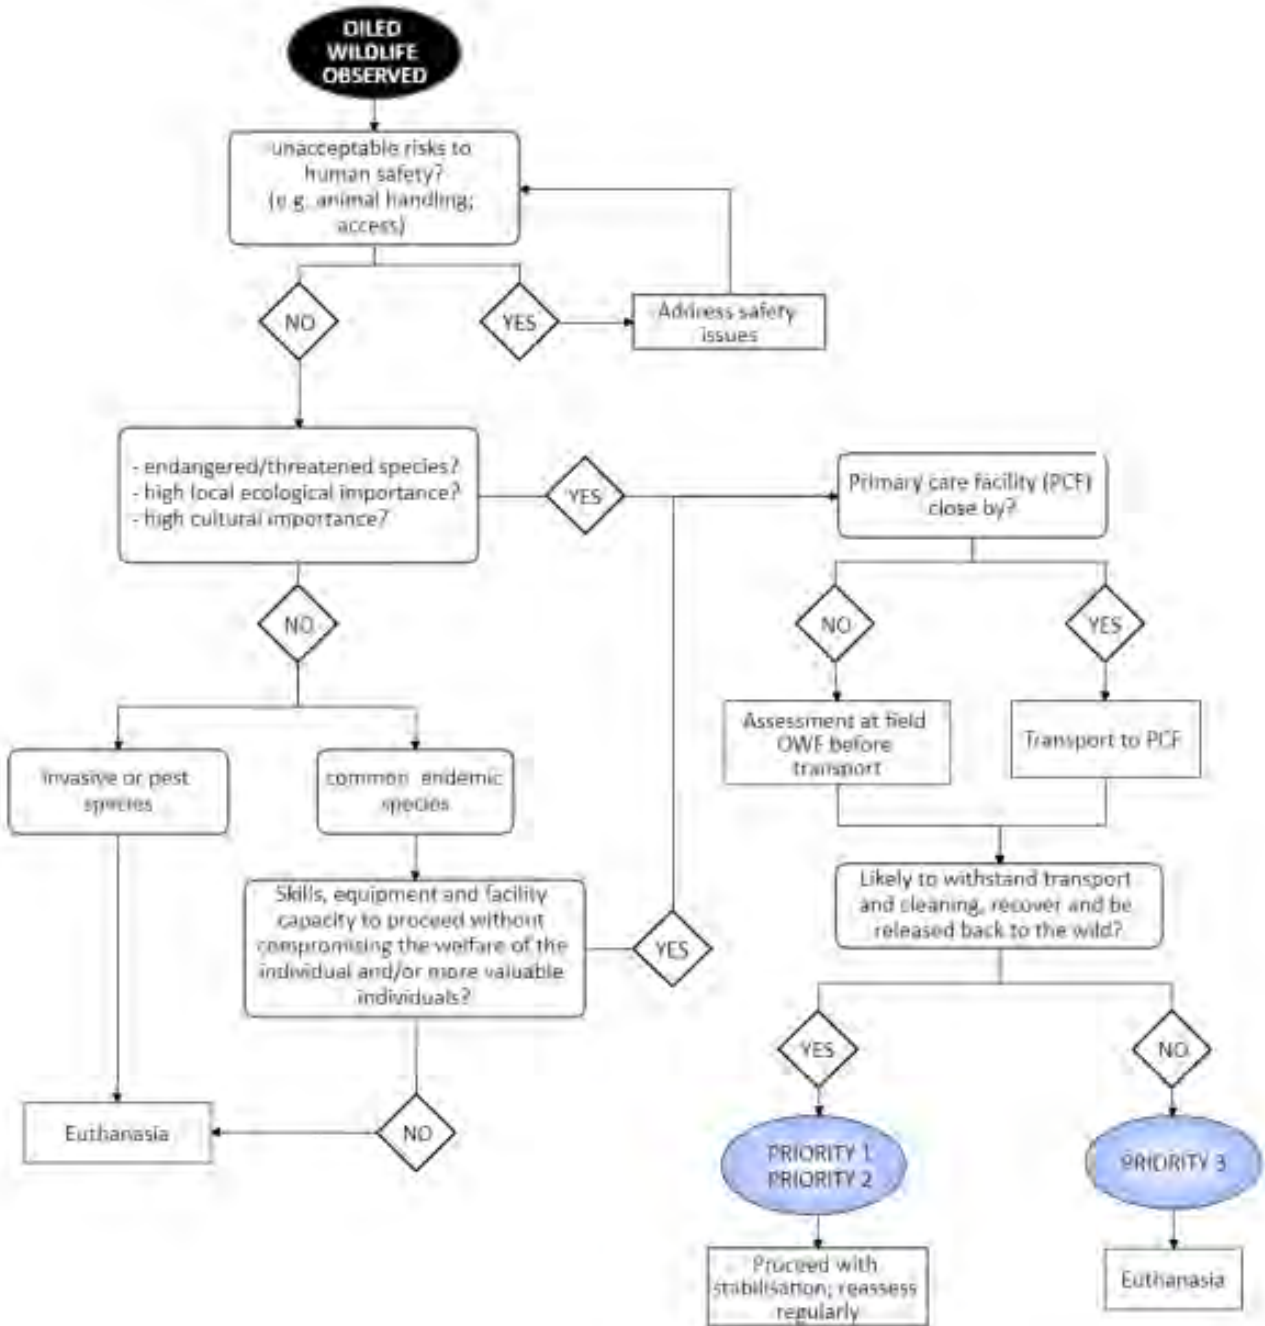 OILED
WILDLIFE
OBSERVED
unacceptable risks to
human safety?
(e.g. animal handling;
access)
NO
YES
Address safety
issues
- endangered/threatened species?
- high local ecological importance?
- high cultural importance?
YES
Primary care facility (PCF)
close by?
NO
NO
YES
Assessment at field
OWF before
transport
Transport to PCF
Invasive or pest
species
common endemic
species
Skills, equipment and facility
capacity to proceed without
compromising the welfare of the
individual and/or more valuable
individuals?
YES
Likely to withstand transport
and cleaning, recover and be
released back to the wild?
YES
NO
Euthanasia
NO
PRIORITY 1
PRIORITY 2
PRIORITY 3
Proceed with
stabilisation; reassess
regularly
Euthanasia